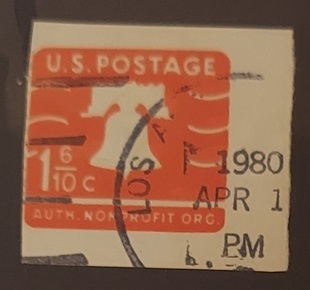 U.S. POSTAGE
1 6/10 c
AUTH. NONPROFIT ORG.
LOS
1980
APR 1
PM